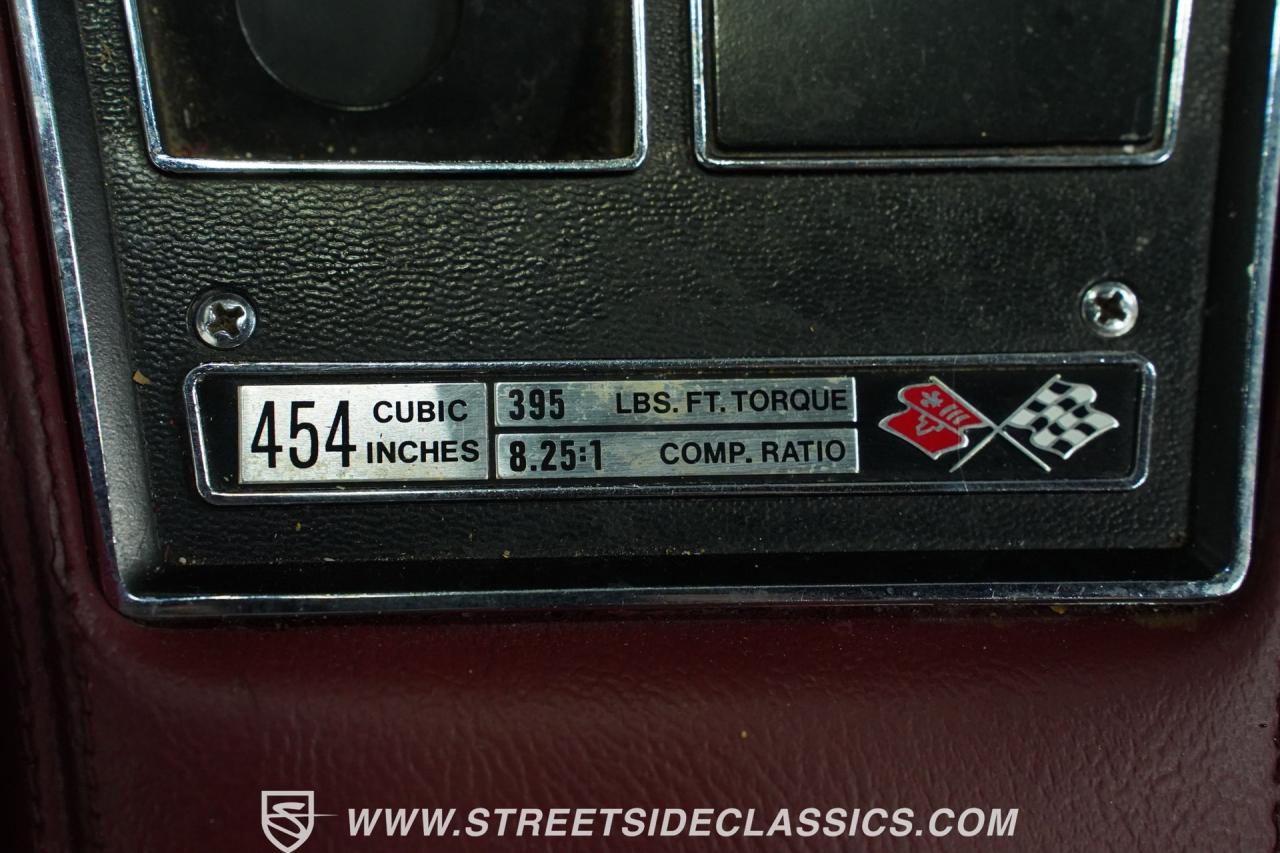 454 CUBIC INCHES
395 LBS. FT. TORQUE
8.25:1 COMP. RATIO
WWW.STREETSIDECLASSICS.COM